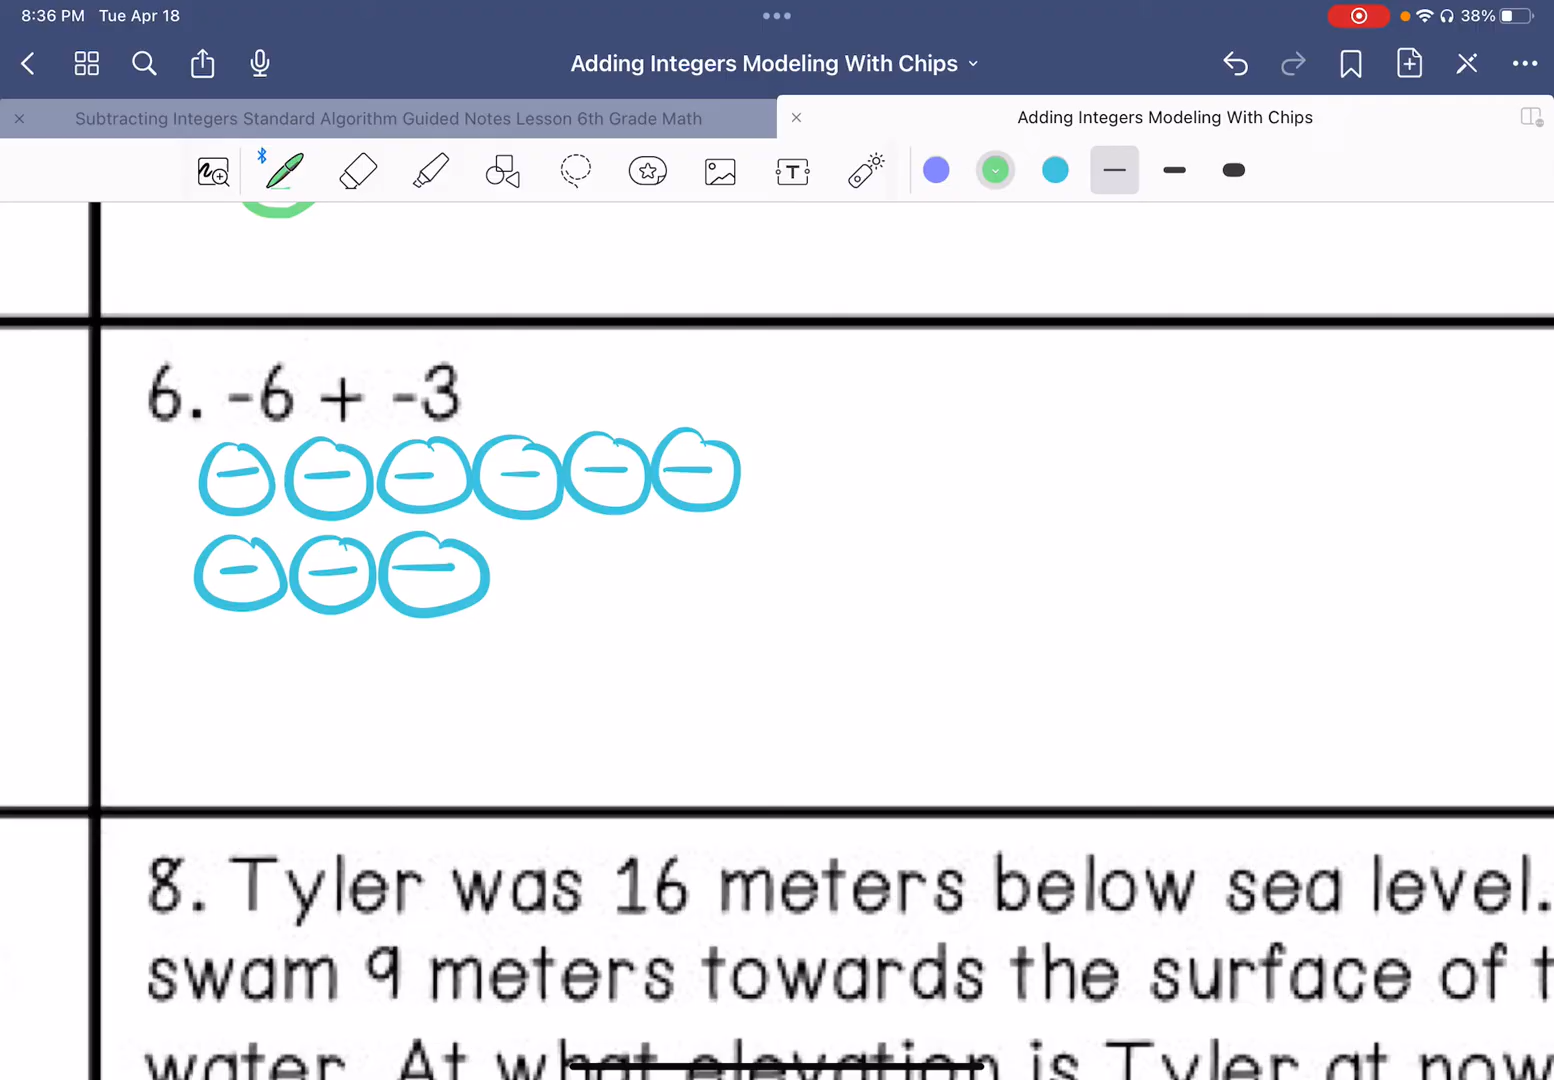 8:36 PM Tue Apr 18
38%
Adding Integers Modeling With Chips
Subtracting Integers Standard Algorithm Guided Notes Lesson 6th Grade Math
Adding Integers Modeling With Chips
T
6. -6 + -3
- - - - - -
- - -
8. Tyler was 16 meters below sea level.
swam 9 meters towards the surface of
water. At what elevation is Tyler at now